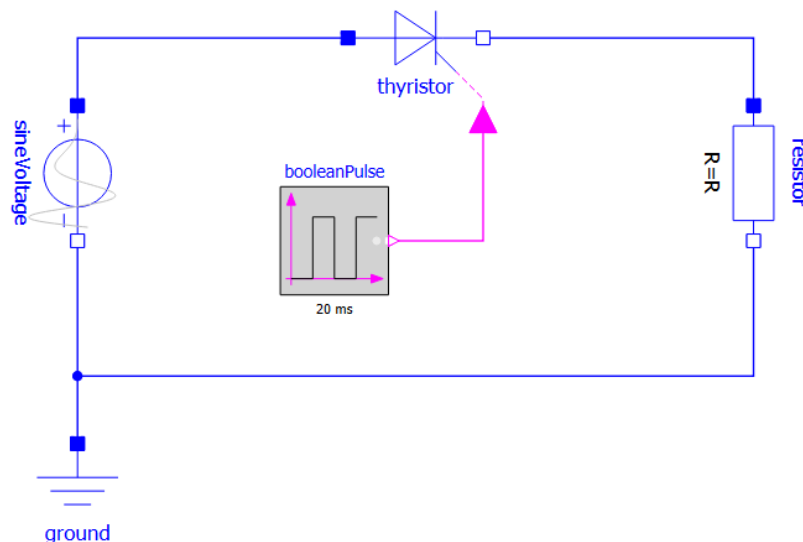 thyristor
sineVoltage
+
−
booleanPulse
20 ms
R=R
resistor
ground